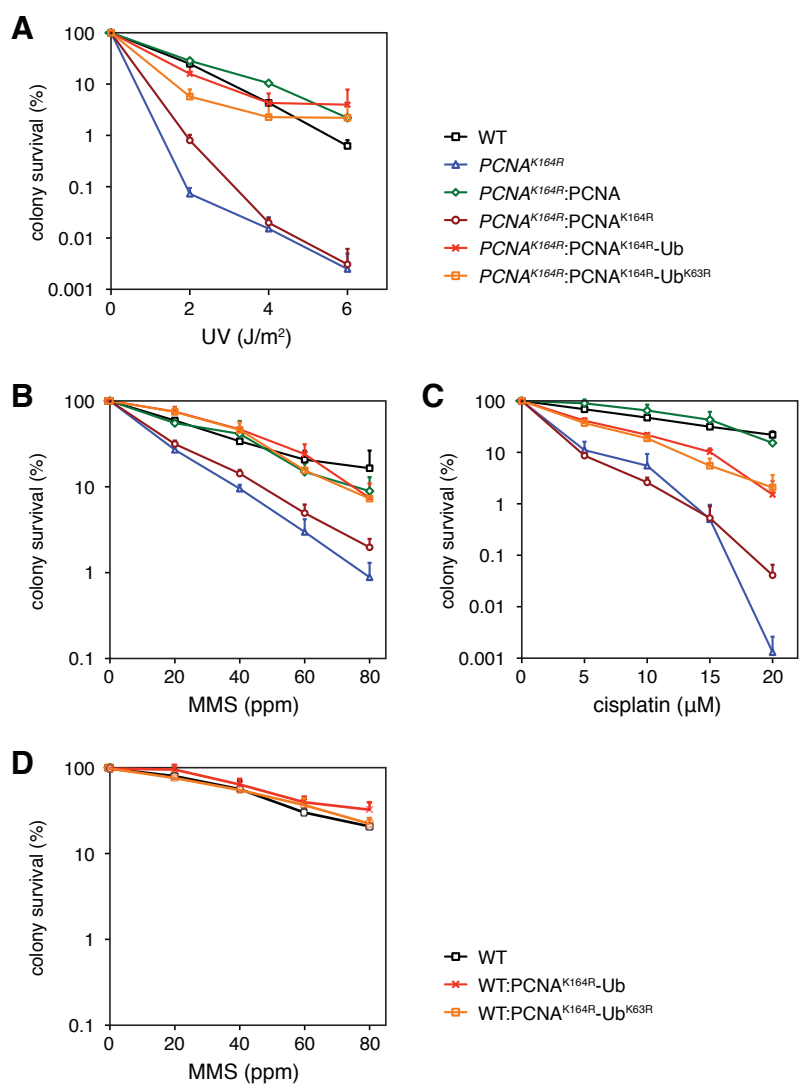 A
100
10
1
0.1
0.01
0.001
colony survival (%)
0
2
4
6
UV (J/m²)
WT
PCNAᴷ¹⁶⁴ᴿ
PCNAᴷ¹⁶⁴ᴿ:PCNA
PCNAᴷ¹⁶⁴ᴿ:PCNAᴷ¹⁶⁴ᴿ
PCNAᴷ¹⁶⁴ᴿ:PCNAᴷ¹⁶⁴ᴿ-Ub
PCNAᴷ¹⁶⁴ᴿ:PCNAᴷ¹⁶⁴ᴿ-Ubᴷ⁶³ᴿ
B
100
10
1
0.1
colony survival (%)
0
20
40
60
80
MMS (ppm)
C
100
10
1
0.1
0.01
0.001
colony survival (%)
0
5
10
15
20
cisplatin (µM)
D
100
10
1
0.1
colony survival (%)
0
20
40
60
80
MMS (ppm)
WT
WT:PCNAᴷ¹⁶⁴ᴿ-Ub
WT:PCNAᴷ¹⁶⁴ᴿ-Ubᴷ⁶³ᴿ